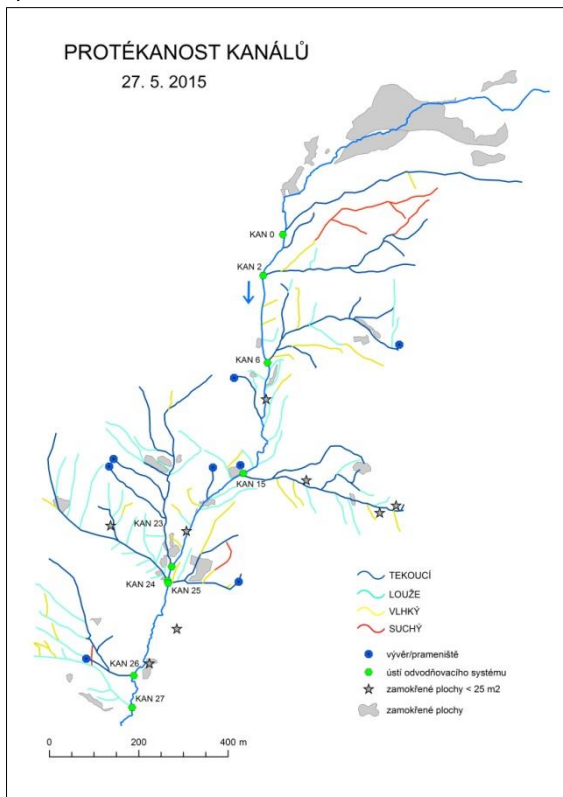 PROTÉKANOST KANÁLŮ
27. 5. 2015
KAN 0
KAN 2
KAN 6
KAN 15
KAN 23
KAN 24
KAN 25
KAN 26
KAN 27
TEKOUCÍ
LOUŽE
VLHKÝ
SUCHÝ
vývěr/prameniště
ústí odvodňovacího systému
zamokřené plochy < 25 m2
zamokřené plochy
0 200 400 m